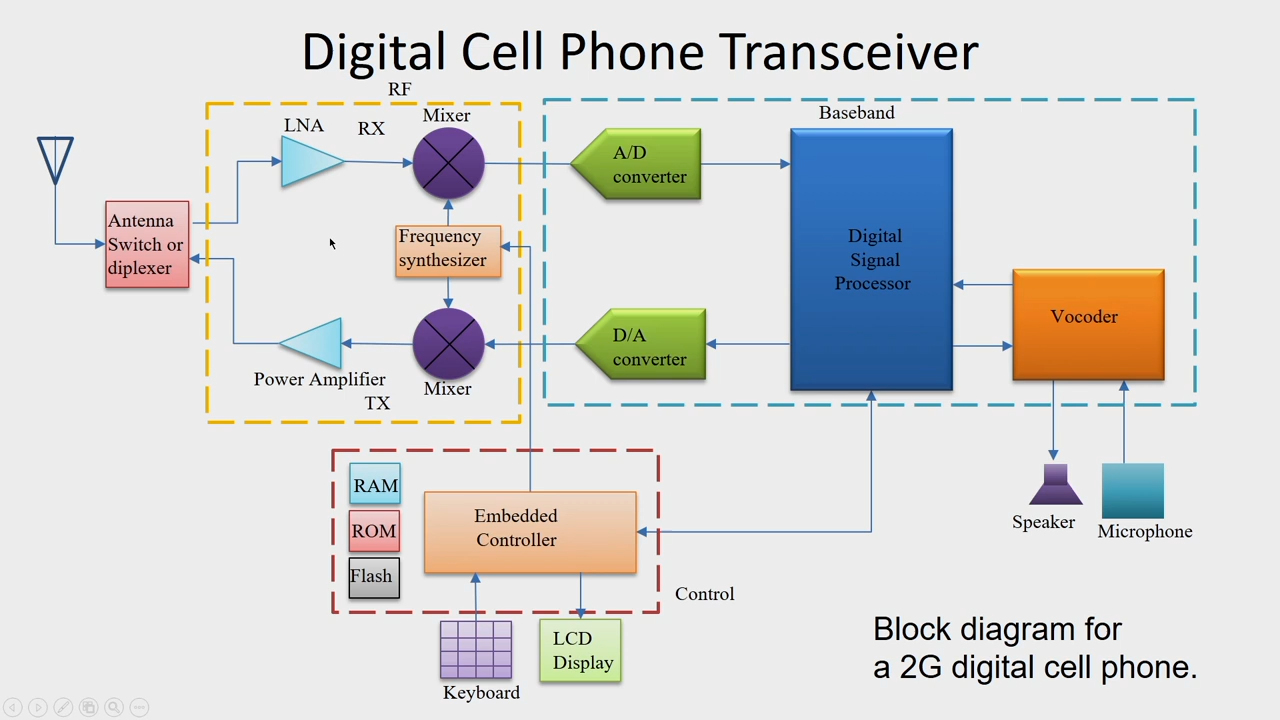 Digital Cell Phone Transceiver
RF
LNA
RX
Mixer
Baseband
A/D
converter
Antenna
Switch or
diplexer
Frequency
synthesizer
Digital
Signal
Processor
Vocoder
D/A
converter
Power Amplifier
TX
Mixer
RAM
ROM
Flash
Embedded
Controller
Control
Speaker
Microphone
Keyboard
LCD
Display
Block diagram for
a 2G digital cell phone.